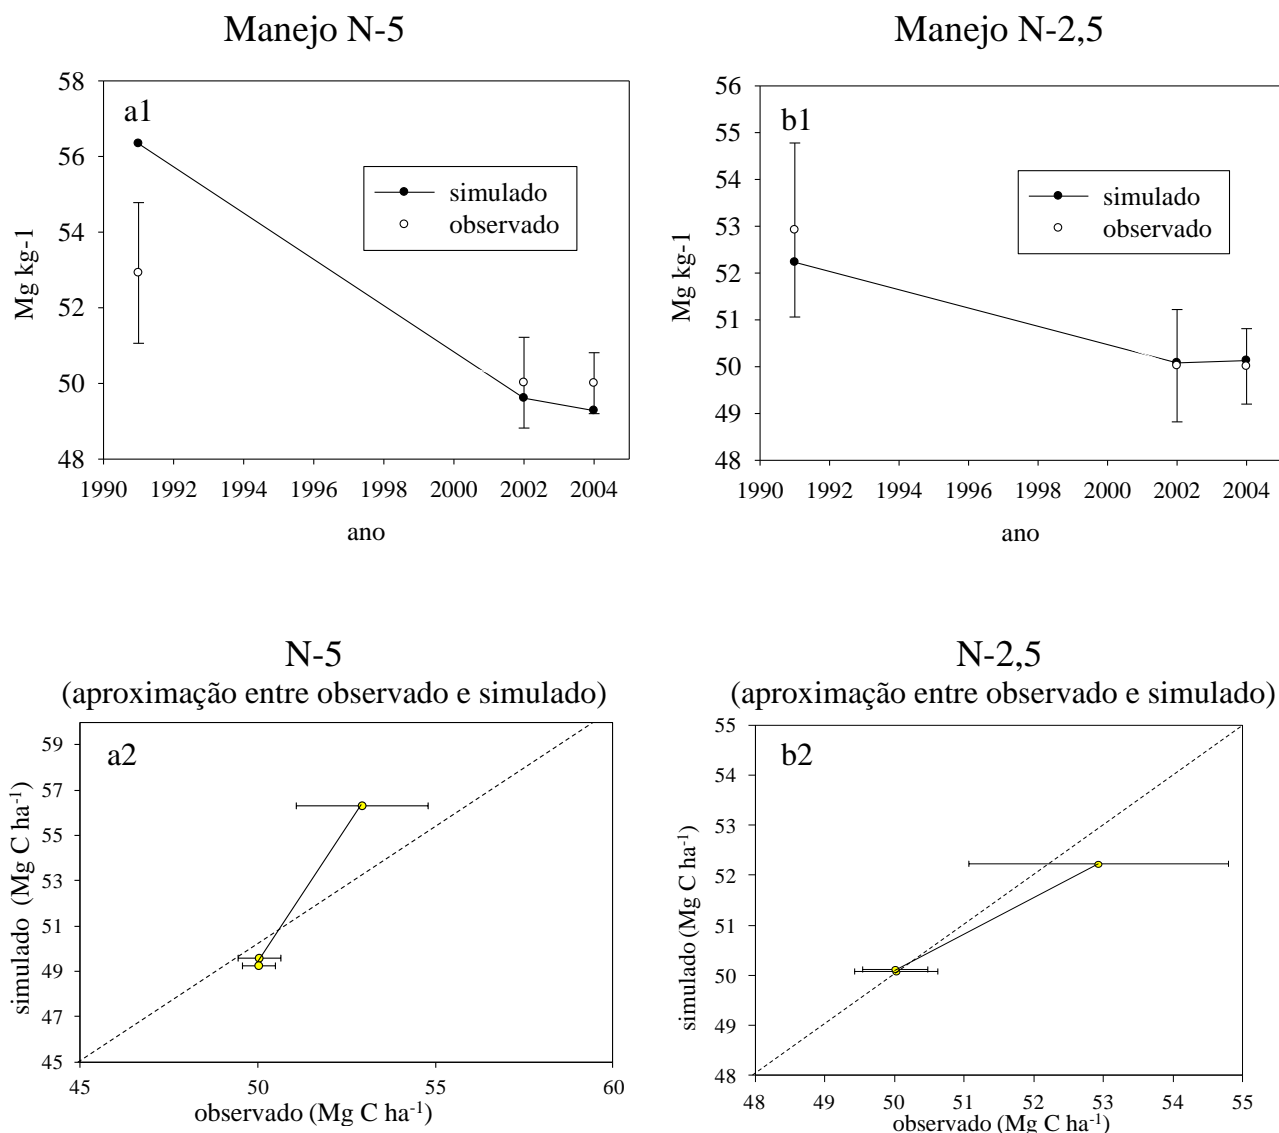 Manejo N-5
58
56
54
52
50
48
Mg kg-1
a1
simulado
observado
1990 1992 1994 1996 1998 2000 2002 2004
ano
Manejo N-2,5
56
55
54
53
52
51
50
49
48
Mg kg-1
b1
simulado
observado
1990 1992 1994 1996 1998 2000 2002 2004
ano
N-5
(aproximação entre observado e simulado)
59
57
55
53
51
49
47
45
simulado (Mg C ha-1)
a2
45 50 55 60
observado (Mg C ha-1)
N-2,5
(aproximação entre observado e simulado)
55
54
53
52
51
50
49
48
simulado (Mg C ha-1)
b2
48 49 50 51 52 53 54 55
observado (Mg C ha-1)